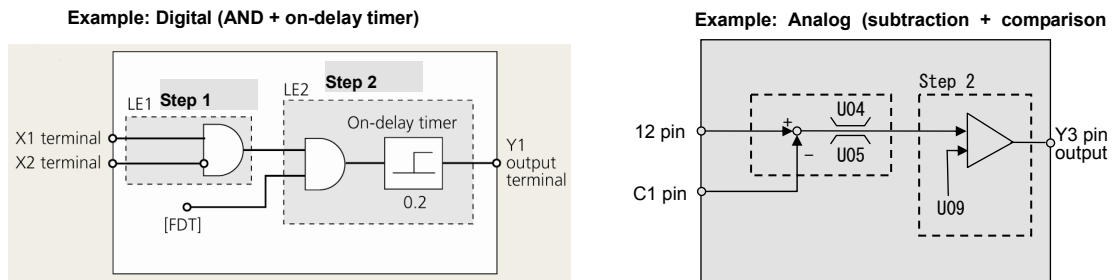 Example: Digital (AND + on-delay timer)
LE1 Step 1
LE2 Step 2
On-delay timer
X1 terminal
X2 terminal
Y1
output
terminal
0.2
[FDT]
Example: Analog (subtraction + comparison
Step 2
U04
12 pin
U05
Y3 pin
output
C1 pin
U09